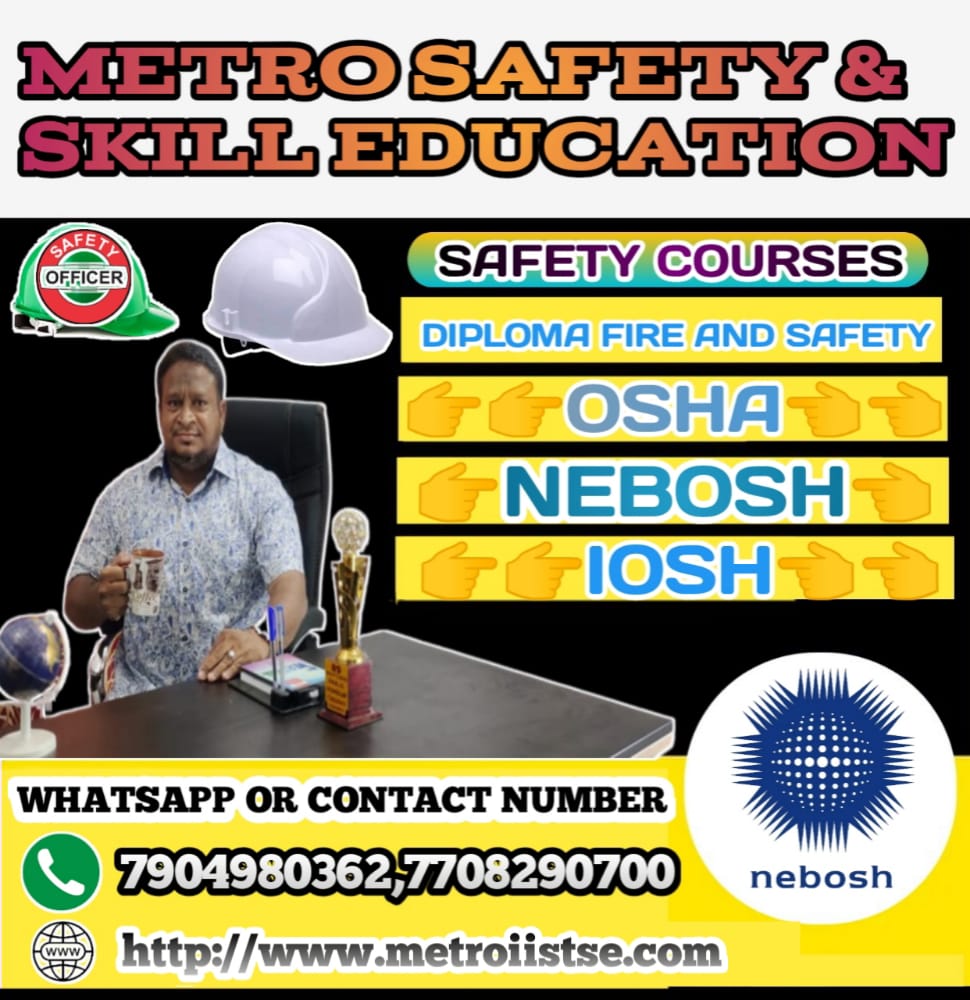 METRO SAFETY &
SKILL EDUCATION
SAFETY
OFFICER
SAFETY COURSES
DIPLOMA FIRE AND SAFETY
OSHA
NEBOSH
IOSH
WHATSAPP OR CONTACT NUMBER
7904980362,7708290700
nebosh
www
http://www.metroiistse.com